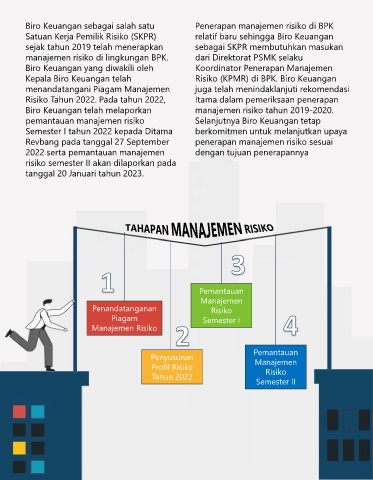 Biro Keuangan sebagai salah satu
Satuan Kerja Pemilik Risiko (SKPR)
sejak tahun 2019 telah menerapkan
manajemen risiko di lingkungan BPK.
Biro Keuangan yang diwakili oleh
Kepala Biro Keuangan telah
menandatangani Piagam Manajemen
Risiko Tahun 2022. Pada tahun 2022,
Biro Keuangan telah melaporkan
pemantauan manajemen risiko
Semester I tahun 2022 kepada Ditama
Revbang pada tanggal 27 September
2022 serta pemantauan manajemen
risiko semester II akan dilaporkan pada
tanggal 20 Januari tahun 2023.
Penerapan manajemen risiko di BPK
relatif baru sehingga Biro Keuangan
sebagai SKPR membutuhkan masukan
dari Direktorat PSMK selaku
Koordinator Penerapan Manajemen
Risiko (KPMR) di BPK. Biro Keuangan
juga telah menindaklanjuti rekomendasi
Itama dalam pemeriksaan penerapan
manajemen risiko tahun 2019-2020.
Selanjutnya Biro Keuangan tetap
berkomitmen untuk melanjutkan upaya
penerapan manajemen risiko sesuai
dengan tujuan penerapannya
TAHAPAN MANAJEMEN RISIKO
1
Penandatanganan
Piagam
Manajemen Risiko
2
Penyusunan
Profil Risiko
Tahun 2022
3
Pemantauan
Manajemen
Risiko
Semester I
4
Pemantauan
Manajemen
Risiko
Semester II